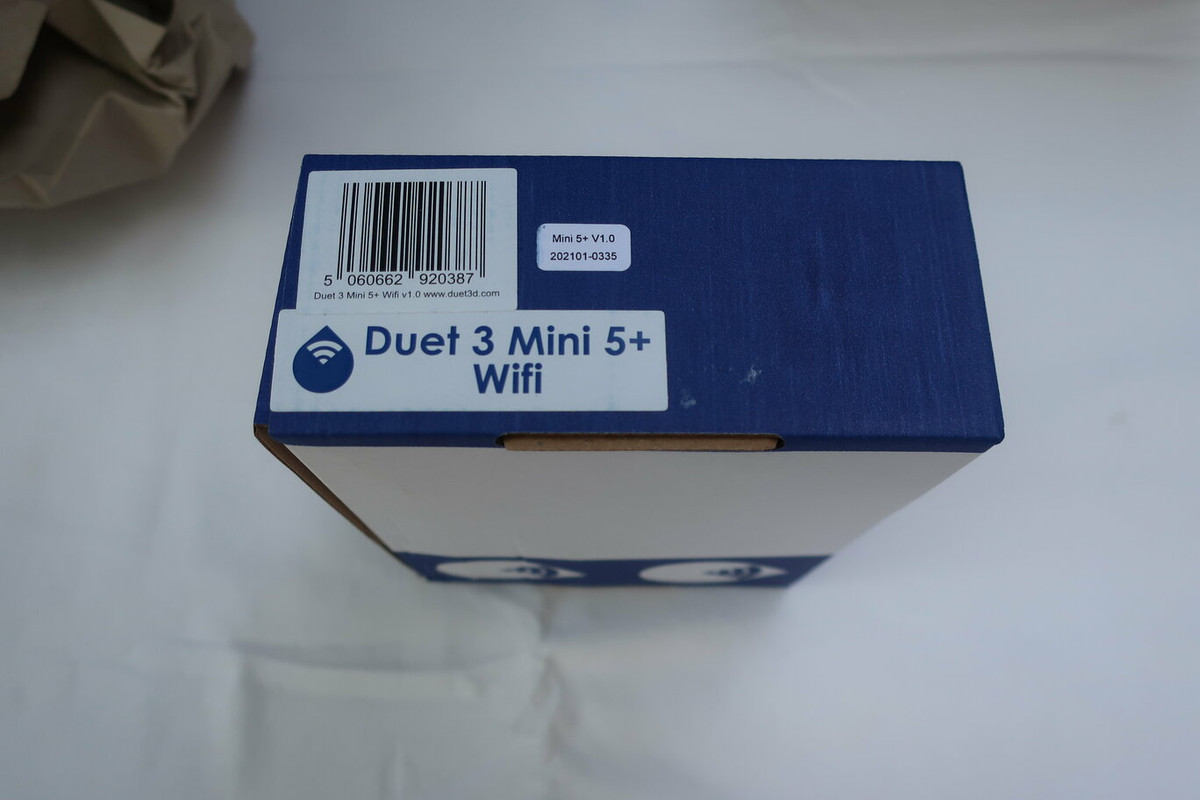 5 060662 920387
Duet 3 Mini 5+ Wifi v1.0 www.duet3d.com
Mini 5+ V1.0
202101-0335
Duet 3 Mini 5+
Wifi